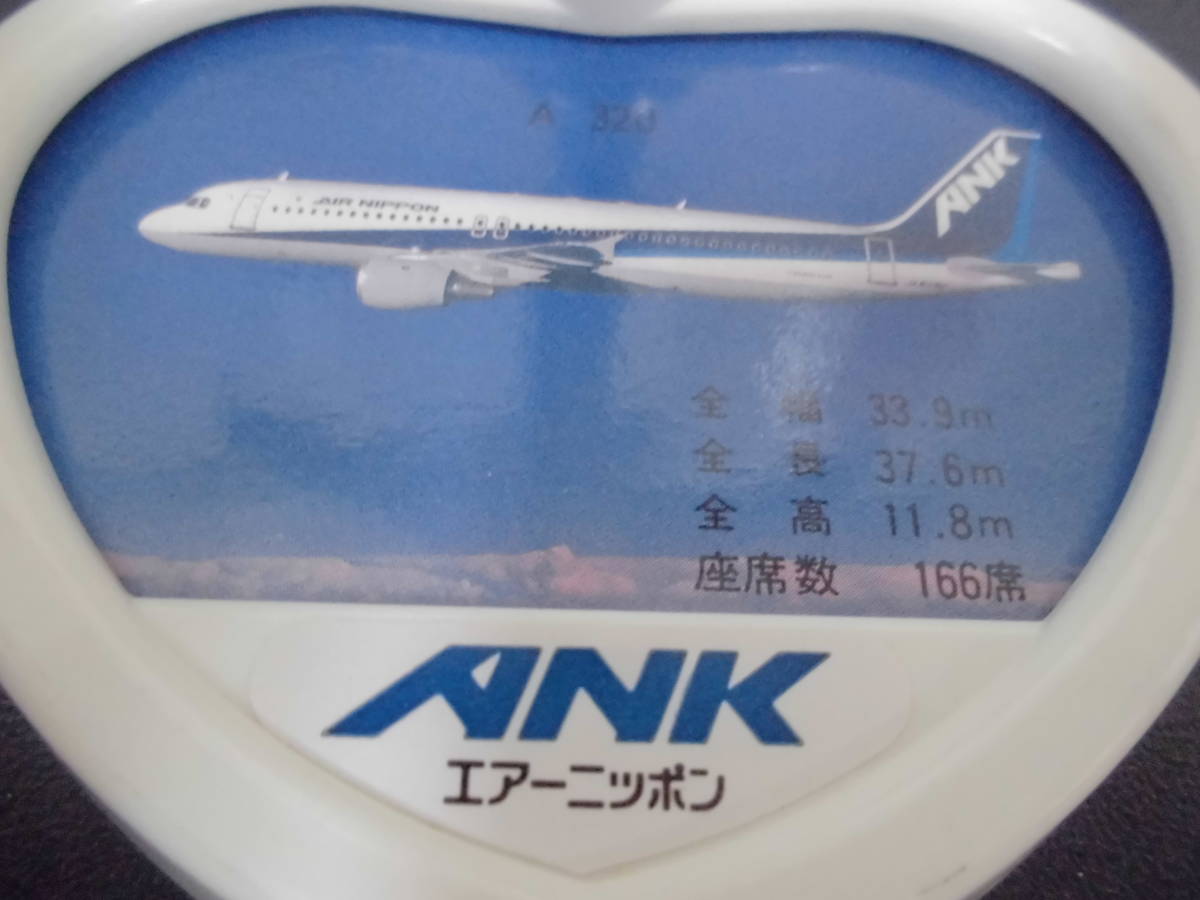 A 320
AIR NIPPON
ANK
全 幅 33.9m
全 長 37.6m
全 高 11.8m
座席数 166席
ANK
エアーニッポン